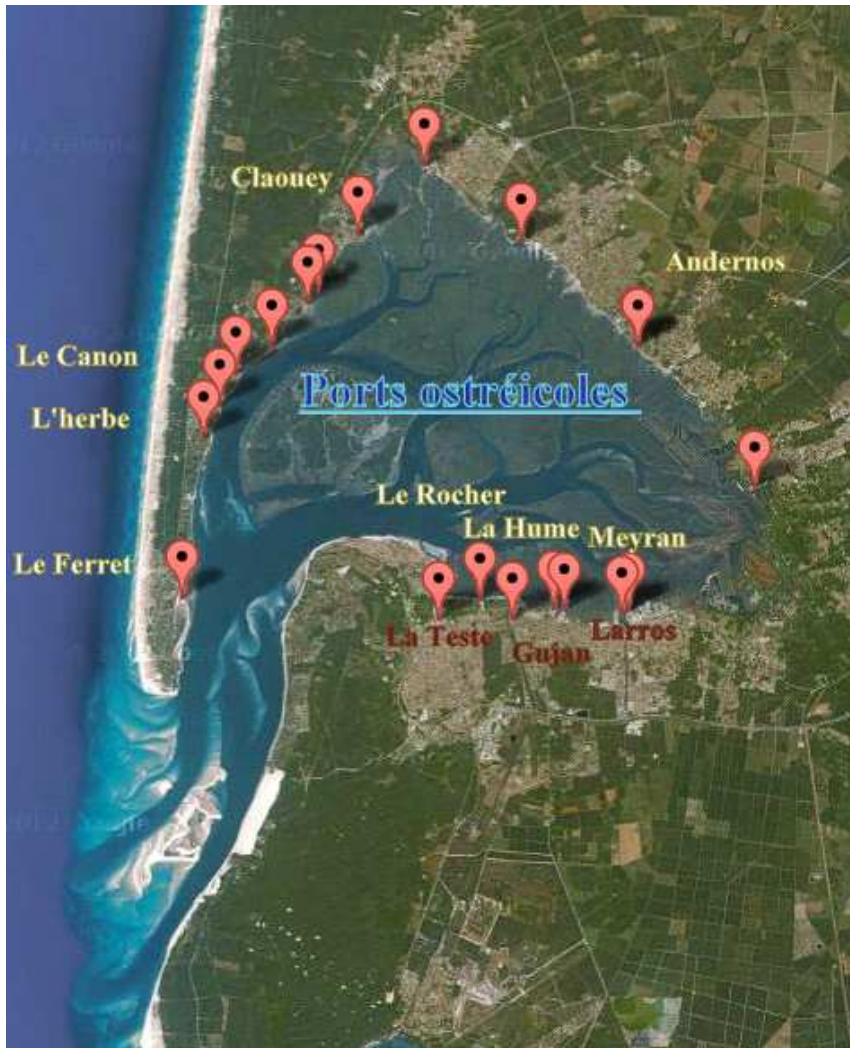 Claouey
Andernos
Le Canon
Ports ostréicoles
L'herbe
Le Rocher
La Hume
Meyran
Le Ferret
La Teste
Larros
Gujan